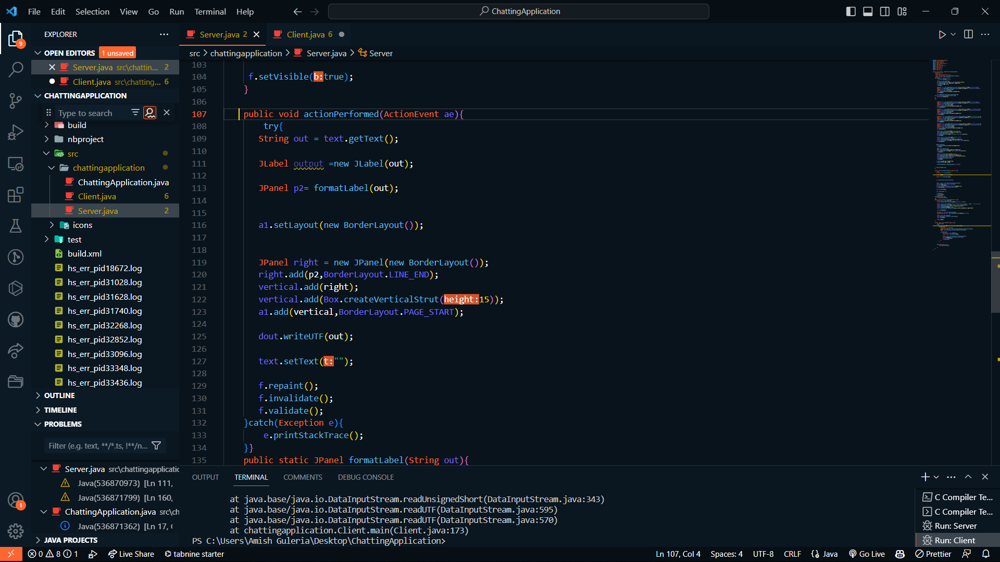 File Edit Selection View Go Run Terminal Help
ChattingApplication
EXPLORER
OPEN EDITORS 1 unsaved
Server.java src\chattin... 2
Client.java src\chatting... 6
CHATTINGAPPLICATION
Type to search
build
nbproject
src
chattingapplication
ChattingApplication.java
Client.java 6
Server.java 2
icons
test
build.xml
hs_err_pid18672.log
hs_err_pid31028.log
hs_err_pid31628.log
hs_err_pid31740.log
hs_err_pid32268.log
hs_err_pid32852.log
hs_err_pid33096.log
hs_err_pid33348.log
hs_err_pid33436.log
OUTLINE
TIMELINE
PROBLEMS
Filter (e.g. text, **/*.ts, !**/n...
Server.java src\chattingapplicatio
Java(536870973) [Ln 111,
Java(536871799) [Ln 160,
ChattingApplication.java src\ch
Java(536871362) [Ln 17,
JAVA PROJECTS
9
1
Server.java 2
Client.java 6
src > chattingapplication > Server.java > Server
103
104 f.setVisible(b:true);
105 }
106
107 public void actionPerformed(ActionEvent ae){
108 try{
109 String out = text.getText();
110
111 JLabel output =new JLabel(out);
112
113 JPanel p2= formatLabel(out);
114
115
116 a1.setLayout(new BorderLayout());
117
118
119 JPanel right = new JPanel(new BorderLayout());
120 right.add(p2,BorderLayout.LINE_END);
121 vertical.add(right);
122 vertical.add(Box.createVerticalStrut(height:15));
123 a1.add(vertical,BorderLayout.PAGE_START);
124
125 dout.writeUTF(out);
126
127 text.setText(t:"");
128
129 f.repaint();
130 f.invalidate();
131 f.validate();
132 }catch(Exception e){
133 e.printStackTrace();
134 }}
135 public static JPanel formatLabel(String out){
OUTPUT TERMINAL COMMENTS DEBUG CONSOLE
at java.base/java.io.DataInputStream.readUnsignedShort(DataInputStream.java:343)
at java.base/java.io.DataInputStream.readUTF(DataInputStream.java:595)
at java.base/java.io.DataInputStream.readUTF(DataInputStream.java:570)
at chattingapplication.Client.main(Client.java:173)
PS C:\Users\Amish Guleria\Desktop\ChattingApplication>
C Compiler Te...
C Compiler Te...
Run: Server
Run: Client
0 8 1 Live Share tabnine starter Ln 107, Col 4 Spaces: 4 UTF-8 CRLF {} Java Go Live Prettier